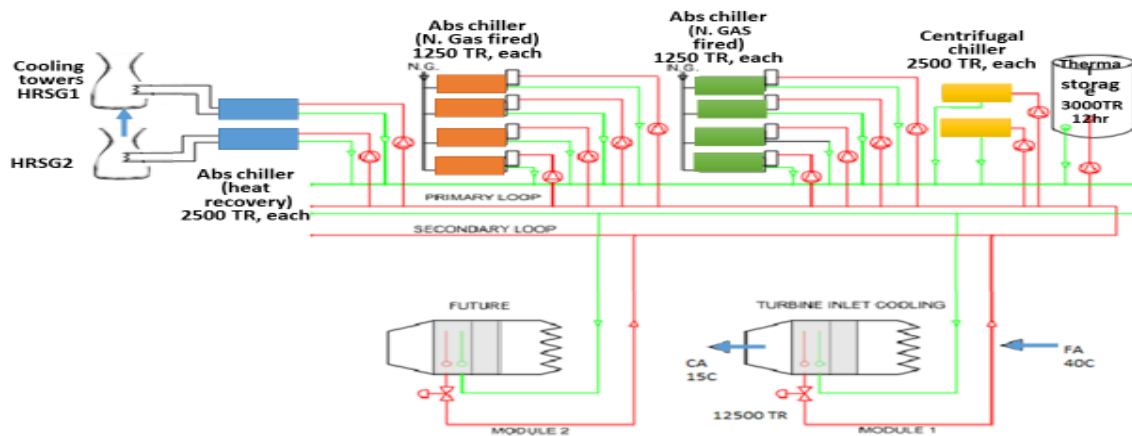 Cooling
towers
HRSG1
HRSG2
Abs chiller
(heat
recovery)
2500 TR, each
Abs chiller
(N. Gas fired)
1250 TR, each
N.G.
Abs chiller
(N. GAS
fired)
1250 TR, each
N.G.
Centrifugal
chiller
2500 TR, each
Therma
storag
e
3000TR
12hr
PRIMARY LOOP
SECONDARY LOOP
FUTURE
MODULE 2
TURBINE INLET COOLING
CA
15C
FA
40C
12500 TR
MODULE 1